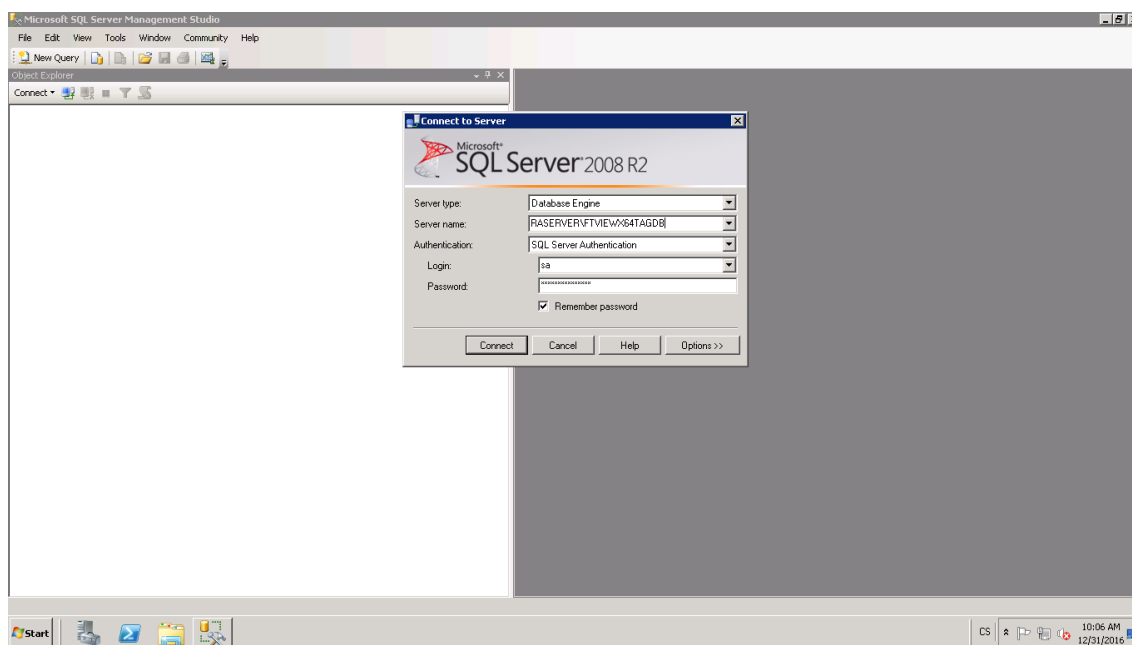 Microsoft SQL Server Management Studio
File Edit View Tools Window Community Help
New Query
Object Explorer
Connect
Connect to Server
Microsoft
SQL Server 2008 R2
Server type: Database Engine
Server name: RASERVER\FTVIEWX64TAGDB
Authentication: SQL Server Authentication
Login: sa
Password: ***************
Remember password
Connect Cancel Help Options >>
Start
CS
10:06 AM
12/31/2016